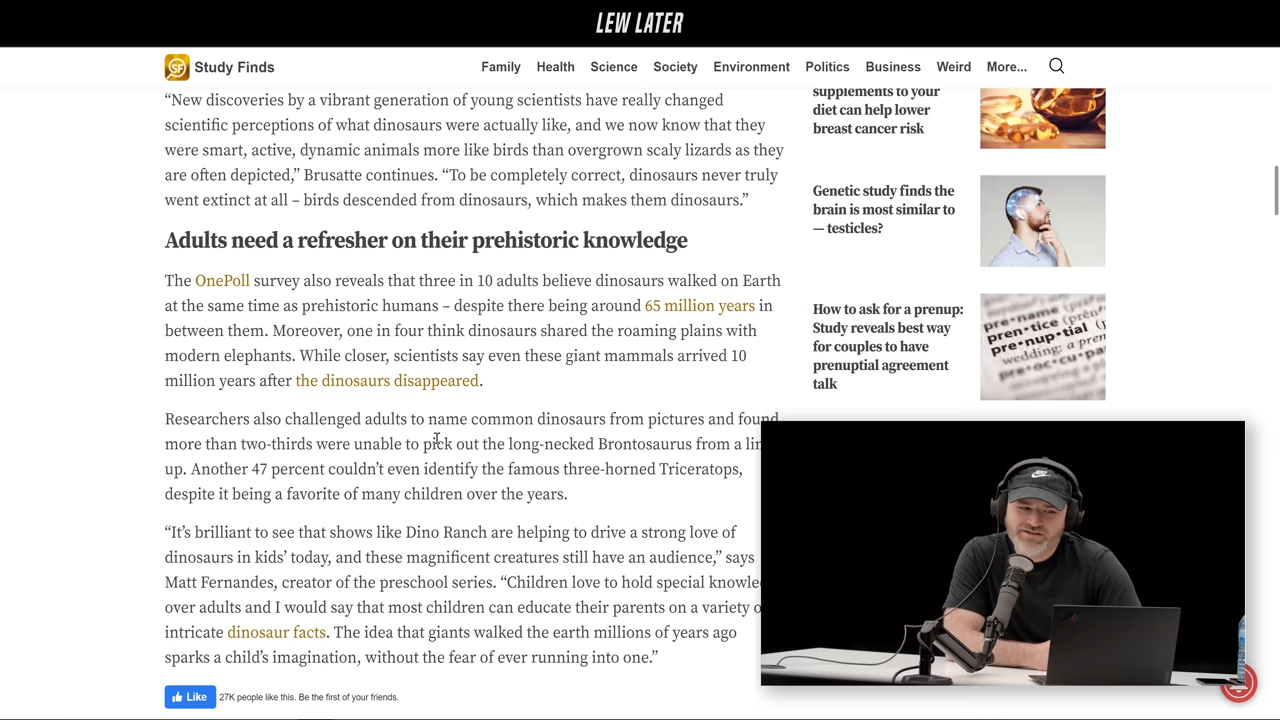 LEW LATER
Study Finds
Family Health Science Society Environment Politics Business Weird More...
“New discoveries by a vibrant generation of young scientists have really changed
scientific perceptions of what dinosaurs were actually like, and we now know that they
were smart, active, dynamic animals more like birds than overgrown scaly lizards as they
are often depicted,” Brusatte continues. “To be completely correct, dinosaurs never truly
went extinct at all – birds descended from dinosaurs, which makes them dinosaurs.”
Adults need a refresher on their prehistoric knowledge
The OnePoll survey also reveals that three in 10 adults believe dinosaurs walked on Earth
at the same time as prehistoric humans – despite there being around 65 million years in
between them. Moreover, one in four think dinosaurs shared the roaming plains with
modern elephants. While closer, scientists say even these giant mammals arrived 10
million years after the dinosaurs disappeared.
Researchers also challenged adults to name common dinosaurs from pictures and found
more than two-thirds were unable to pick out the long-necked Brontosaurus from a
up. Another 47 percent couldn’t even identify the famous three-horned Triceratops,
despite it being a favorite of many children over the years.
“It’s brilliant to see that shows like Dino Ranch are helping to drive a strong love of
dinosaurs in kids’ today, and these magnificent creatures still have an audience,” says
Matt Fernandes, creator of the preschool series. “Children love to hold special
over adults and I would say that most children can educate their parents on a variety
intricate dinosaur facts. The idea that giants walked the earth millions of years ago
sparks a child’s imagination, without the fear of ever running into one.”
Like 27K people like this. Be the first of your friends.
supplements to your
diet can help lower
breast cancer risk
Genetic study finds the
brain is most similar to
— testicles?
How to ask for a prenup:
Study reveals best way
for couples to have
prenuptial agreement
talk
pren•tice
pre•nup•tial
wedding: